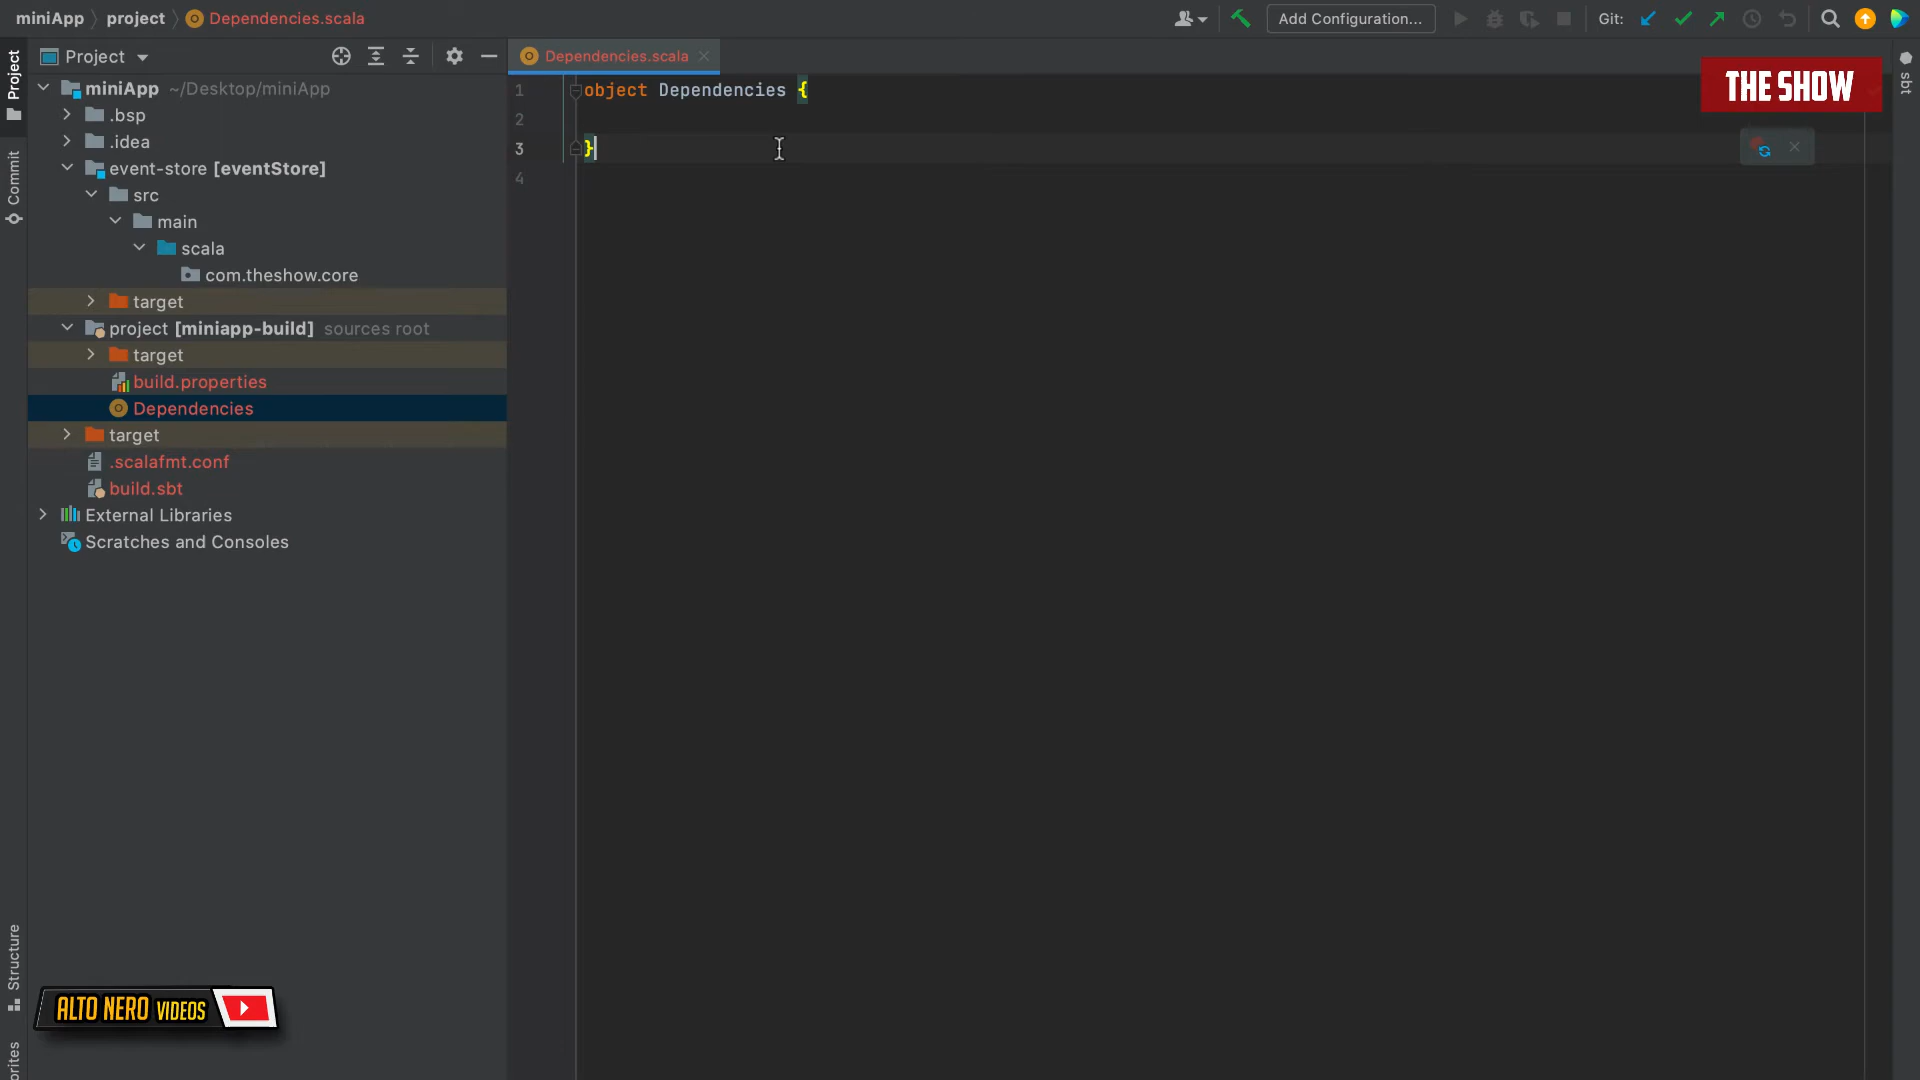 miniApp project Dependencies.scala
Add Configuration...
Git:
Project
Commit
Structure
Project
miniApp ~/Desktop/miniApp
.bsp
.idea
event-store [eventStore]
src
main
scala
com.theshow.core
target
project [miniapp-build] sources root
target
build.properties
Dependencies
target
.scalafmt.conf
build.sbt
External Libraries
Scratches and Consoles
Dependencies.scala
1 object Dependencies {
2
3 }
4
THE SHOW
sbt
ALTO NERO VIDEOS